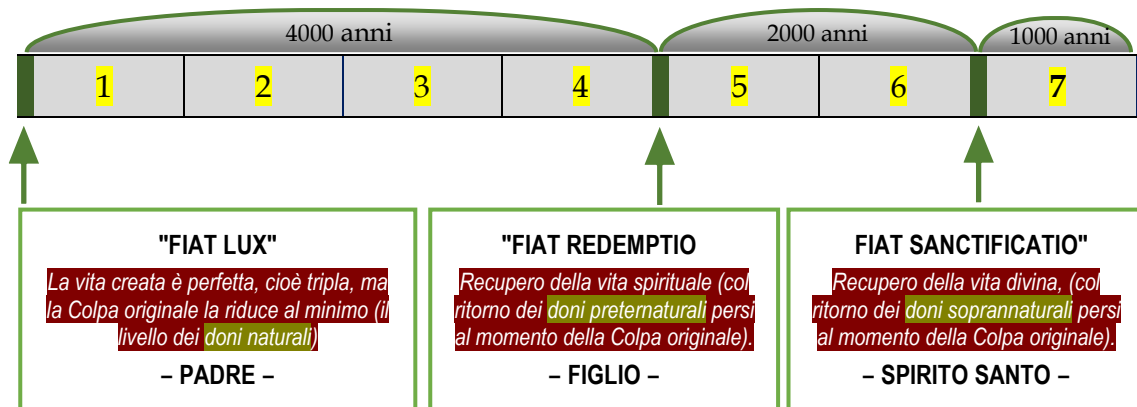 4000 anni
2000 anni
1000 anni
1 2 3 4 5 6 7
"FIAT LUX"
La vita creata è perfetta, cioè tripla, ma
la Colpa originale la riduce al minimo (il
livello dei doni naturali)
– PADRE –
"FIAT REDEMPTIO
Recupero della vita spirituale (col
ritorno dei doni preternaturali persi
al momento della Colpa originale).
– FIGLIO –
FIAT SANCTIFICATIO"
Recupero della vita divina, (col
ritorno dei doni soprannaturali persi
al momento della Colpa originale).
– SPIRITO SANTO –